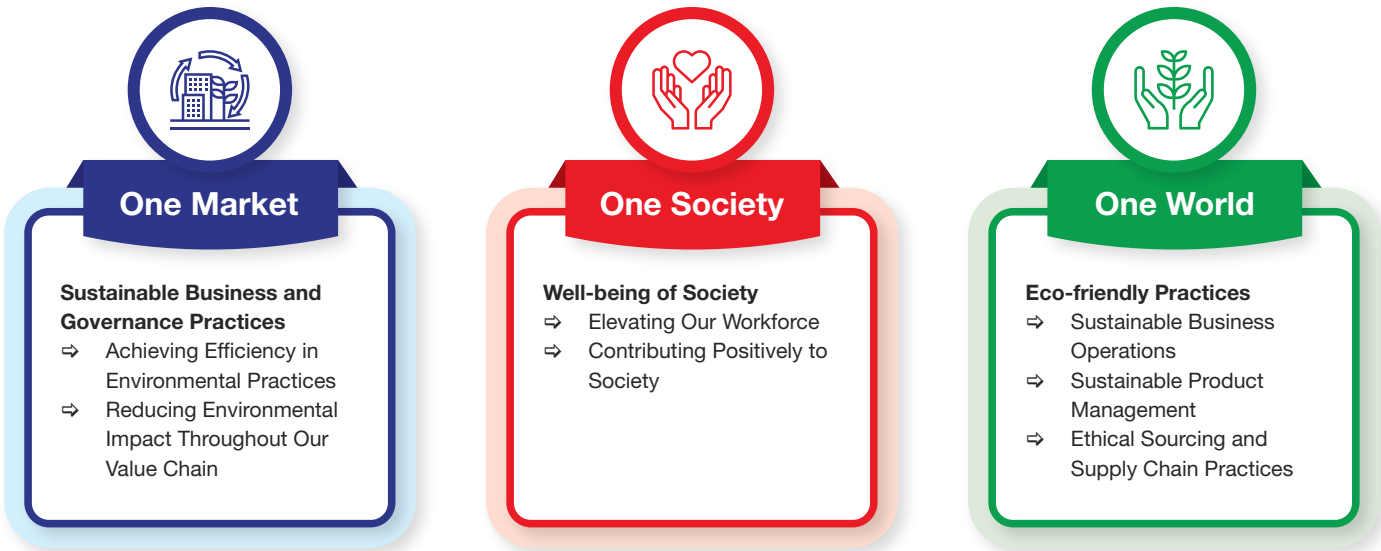 One Market
Sustainable Business and
Governance Practices
⇨ Achieving Efficiency in
Environmental Practices
⇨ Reducing Environmental
Impact Throughout Our
Value Chain
One Society
Well-being of Society
⇨ Elevating Our Workforce
⇨ Contributing Positively to
Society
One World
Eco-friendly Practices
⇨ Sustainable Business
Operations
⇨ Sustainable Product
Management
⇨ Ethical Sourcing and
Supply Chain Practices